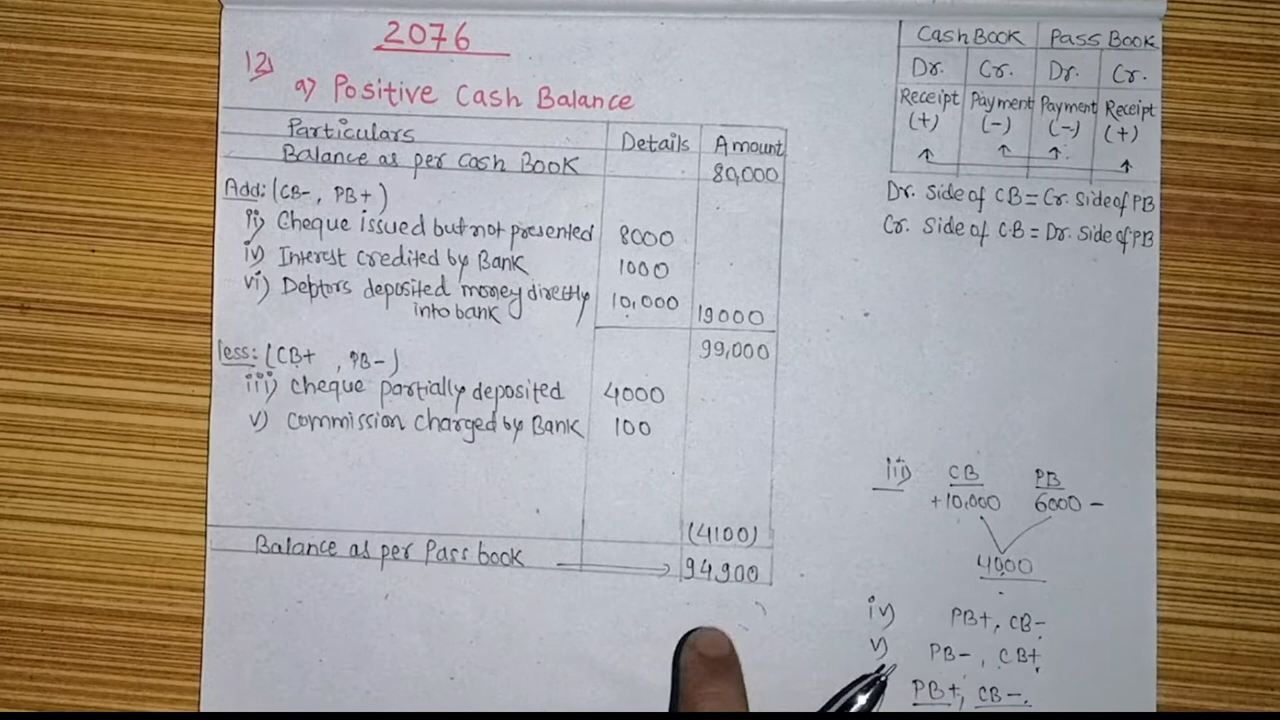 2076
12)
a) Positive Cash Balance
Particulars Details Amount
Balance as per Cash Book 80,000
Add: (CB-, PB+)
ii) Cheque issued but not presented 8000
iv) Interest credited by Bank 1000
vi) Debtors deposited money directly into bank 10,000 19000
99,000
less: (CB+, PB-)
iii) Cheque partially deposited 4000
v) Commission charged by Bank 100
(4100)
Balance as per Pass book → 94,900
Cash Book Pass Book
Dr. Cr. Dr. Cr.
Receipt Payment Payment Receipt
(+) (-) (-) (+)
Dr. Side of CB = Cr. Side of PB
Cr. Side of CB = Dr. Side of PB
iii) CB PB
+10,000 6000 -
4000
iv) PB+, CB-
v) PB-, CB+
PB+, CB-.